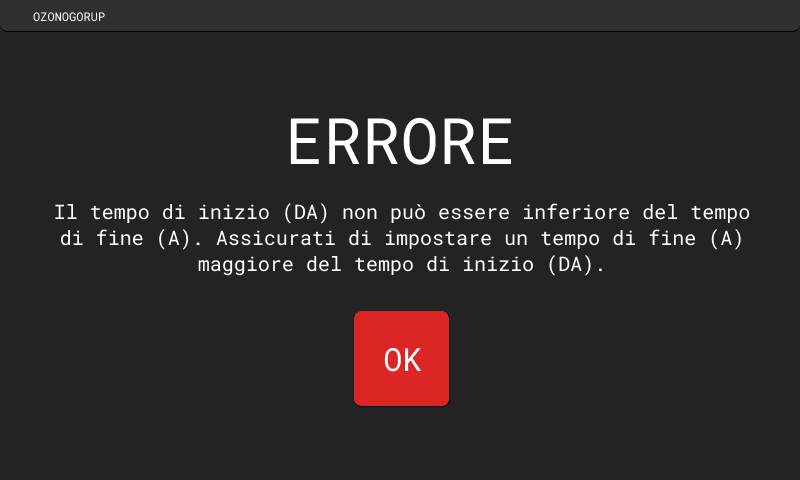 OZONOGORUP
ERRORE
Il tempo di inizio (DA) non può essere inferiore del tempo
di fine (A). Assicurati di impostare un tempo di fine (A)
maggiore del tempo di inizio (DA).
OK